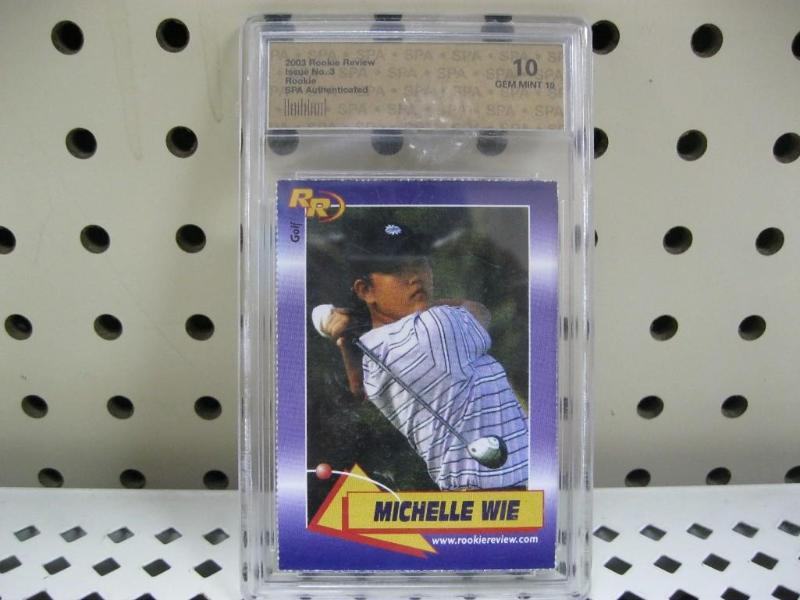 2003 Rookie Review
Issue No. 3
Rookie
SPA Authenticated
10
GEM MINT 10
RR
Golf
MICHELLE WIE
www.rookiereview.com